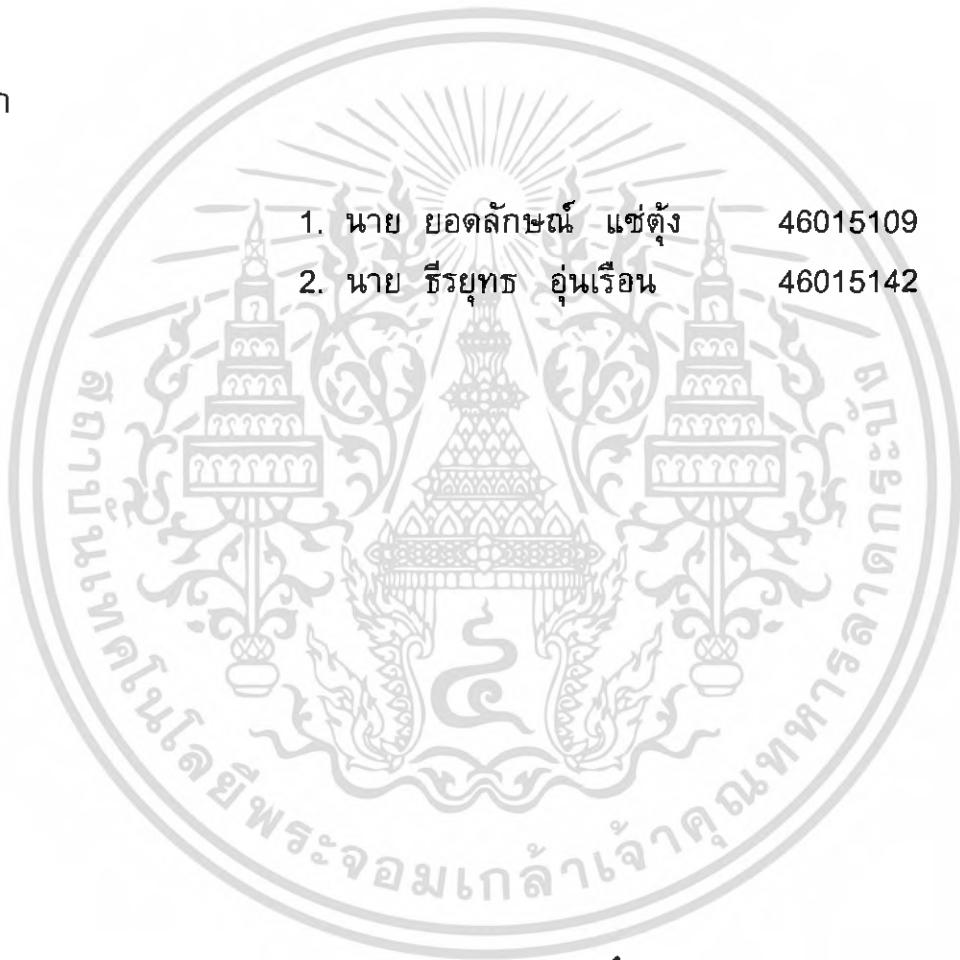 า
1. นาย ยอดลักษณ์ แซ่ตุ้ง 46015109
2. นาย ธีรยุทธ อุ่นเรือน 46015142
สถาบันเทคโนโลยีพระจอมเกล้าเจ้าคุณทหารลาดกระบัง